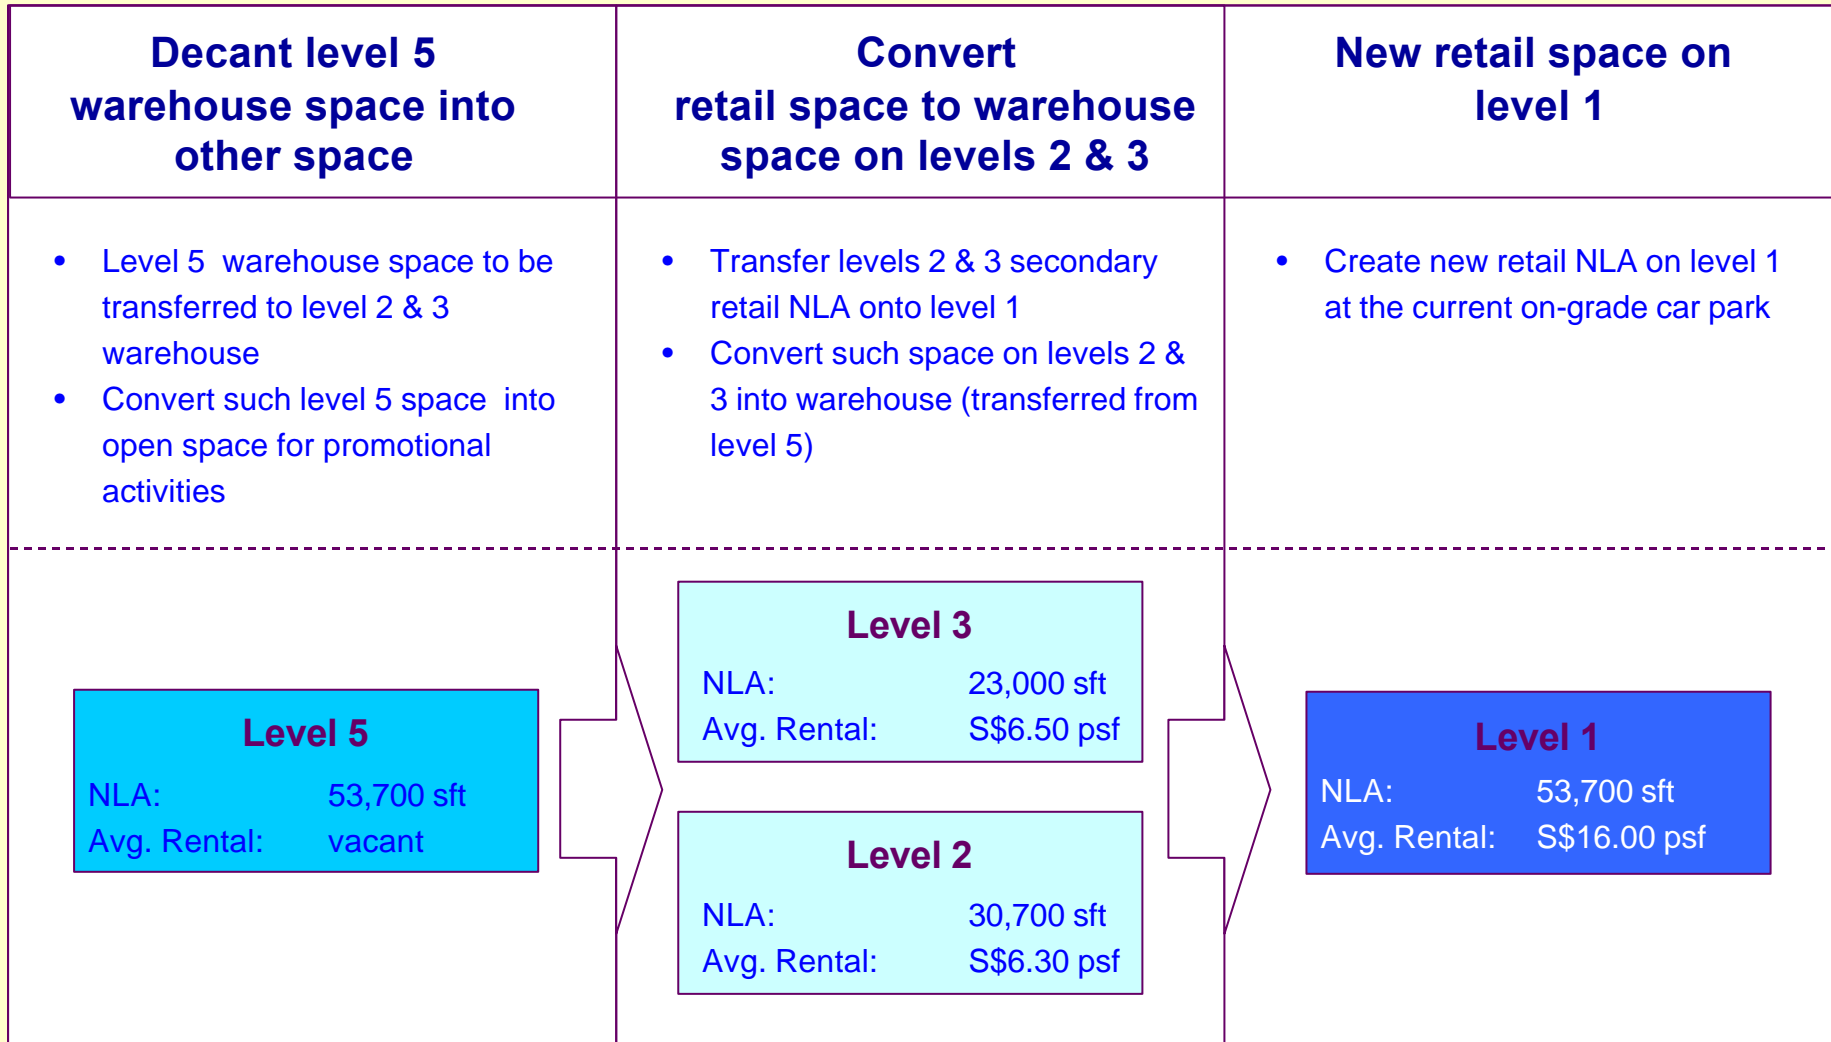 Decant level 5
warehouse space into
other space
Convert
retail space to warehouse
space on levels 2 & 3
New retail space on
level 1
• Level 5 warehouse space to be
transferred to level 2 & 3
warehouse
• Convert such level 5 space into
open space for promotional
activities
• Transfer levels 2 & 3 secondary
retail NLA onto level 1
• Convert such space on levels 2 &
3 into warehouse (transferred from
level 5)
• Create new retail NLA on level 1
at the current on-grade car park
Level 5
NLA: 53,700 sft
Avg. Rental: vacant
Level 3
NLA: 23,000 sft
Avg. Rental: S$6.50 psf
Level 2
NLA: 30,700 sft
Avg. Rental: S$6.30 psf
Level 1
NLA: 53,700 sft
Avg. Rental: S$16.00 psf